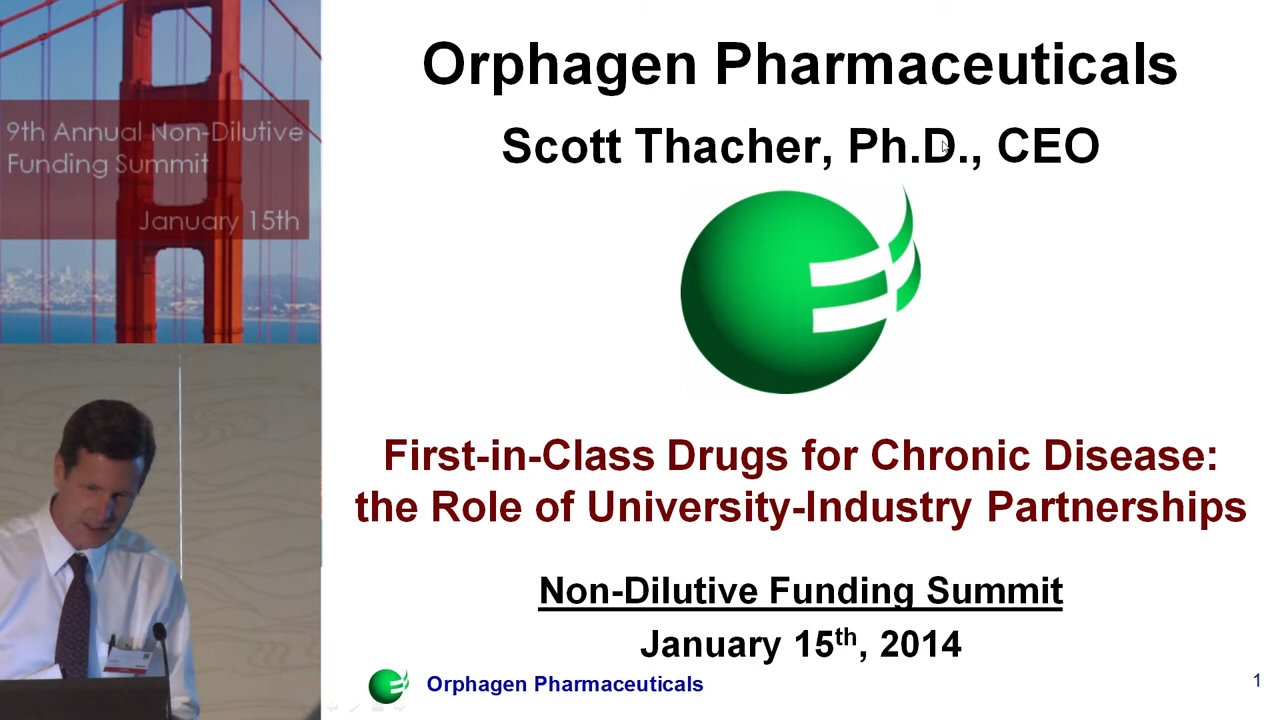 9th Annual Non-Dilutive
Funding Summit
January 15th
Orphagen Pharmaceuticals
Scott Thacher, Ph.D., CEO
First-in-Class Drugs for Chronic Disease:
the Role of University-Industry Partnerships
Non-Dilutive Funding Summit
January 15th, 2014
Orphagen Pharmaceuticals
1